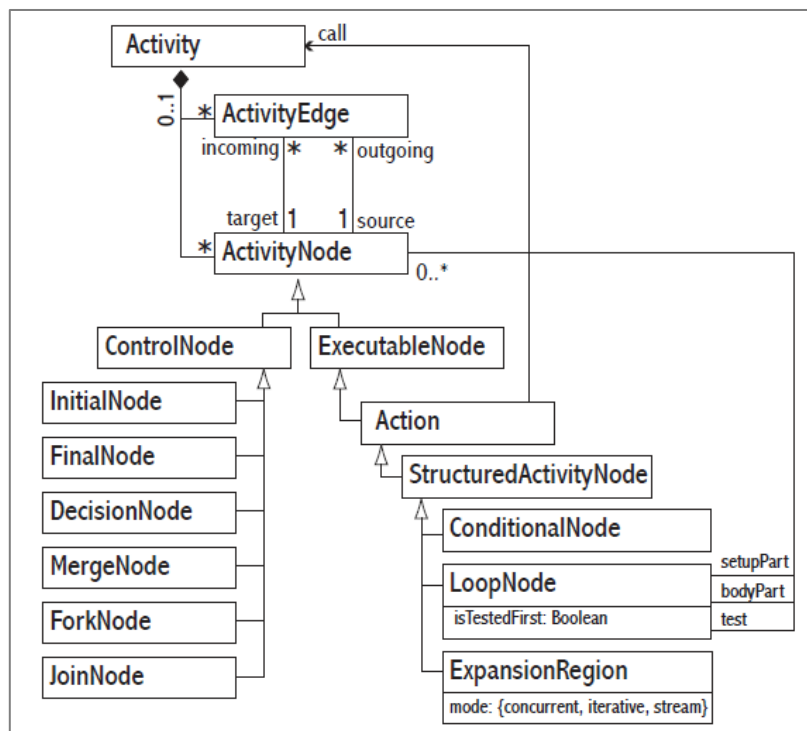 Activity
call
0..1
* ActivityEdge
incoming * * outgoing
target 1 1 source
* ActivityNode
0..*
ControlNode ExecutableNode
InitialNode
Action
FinalNode
StructuredActivityNode
DecisionNode
ConditionalNode
MergeNode
LoopNode
setupPart
bodyPart
isTestedFirst: Boolean
test
ForkNode
JoinNode
ExpansionRegion
mode: {concurrent, iterative, stream}